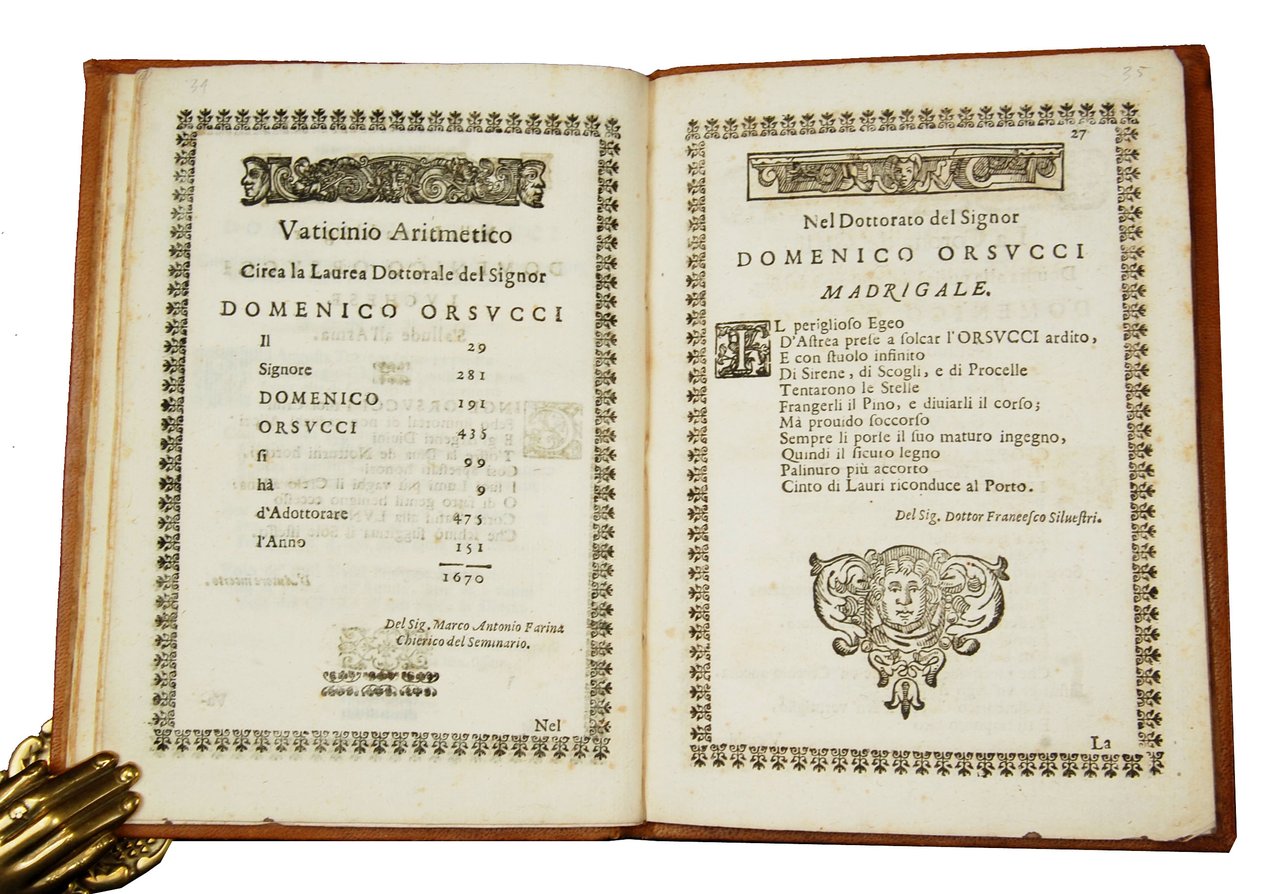 34
Vaticinio Aritmetico
Circa la Laurea Dottorale del Signor
DOMENICO ORSVCCI
Il 29
Signore 281
DOMENICO 191
ORSVCCI 435
ſi 99
hà 9
d'Adottorare 475
l'Anno 151
1670
Del Sig. Marco Antonio Farina
Chierico del Seminario.
Nel
35
27
Nel Dottorato del Signor
DOMENICO ORSVCCI
MADRIGALE.
L periglioſo Egeo
D'Aſtrea preſe a ſolcar l'ORSVCCI ardito,
E con ſtuolo infinito
Di Sirene, di Scogli, e di Procelle
Tentarono le Stelle
Frangerli il Pino, e diuiarli il corſo;
Mà prouido ſoccorſo
Sempre li porſe il ſuo maturo ingegno,
Quindi il ſicuro legno
Palinuro più accorto
Cinto di Lauri riconduce al Porto.
Del Sig. Dottor Franceſco Silueſtri.
La